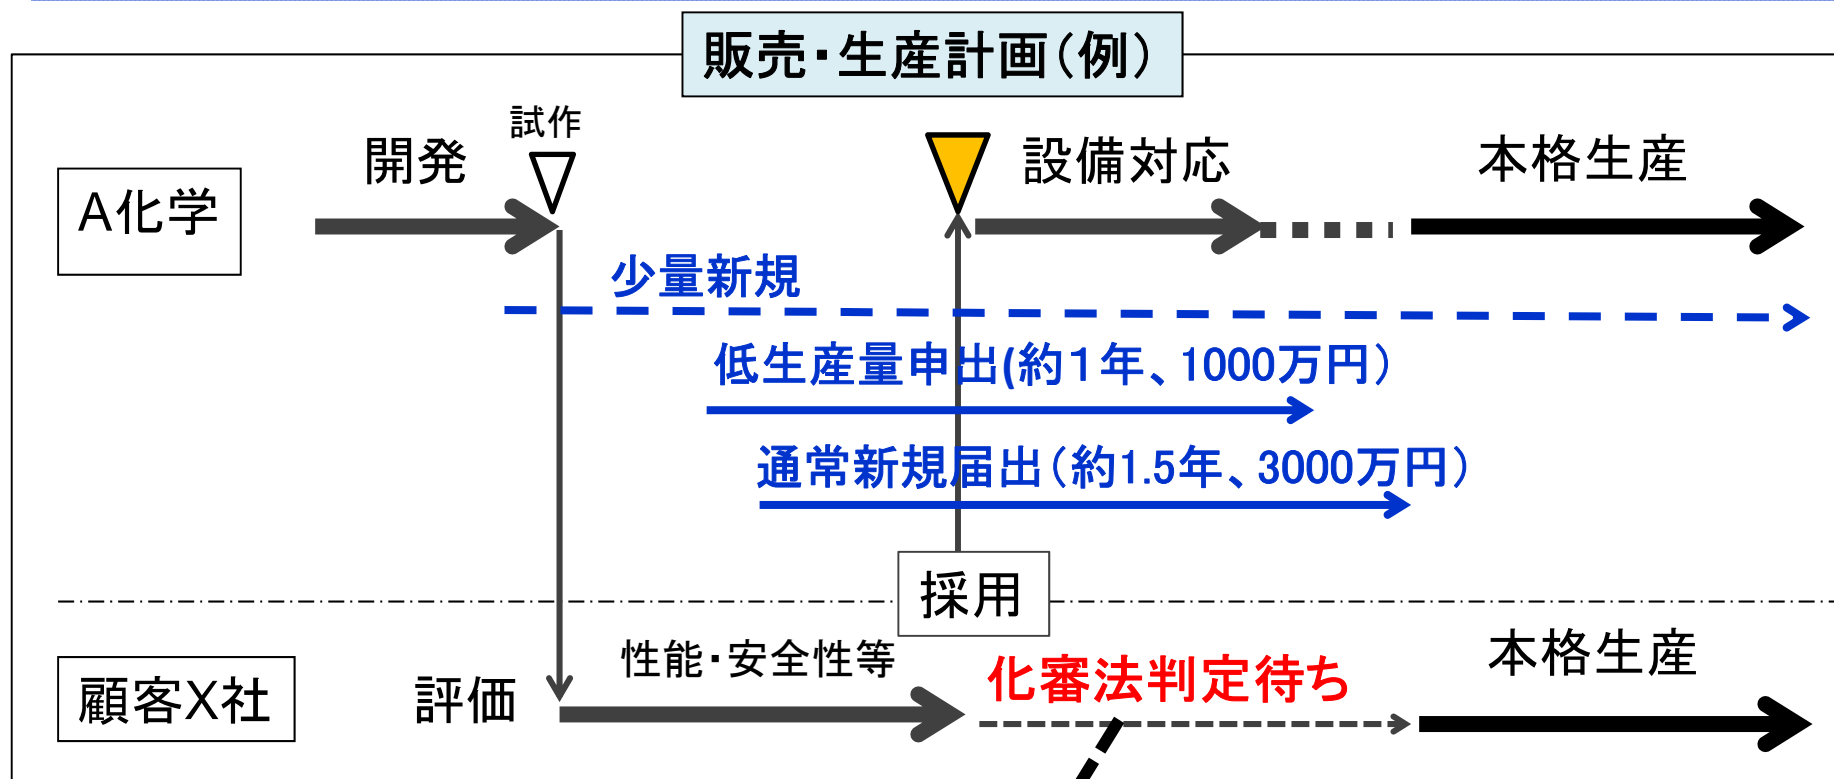 販売・生産計画(例)
試作
開発
設備対応
本格生産
A化学
少量新規
低生産量申出(約1年、1000万円)
通常新規届出(約1.5年、3000万円)
採用
性能・安全性等
化審法判定待ち
本格生産
顧客X社
評価